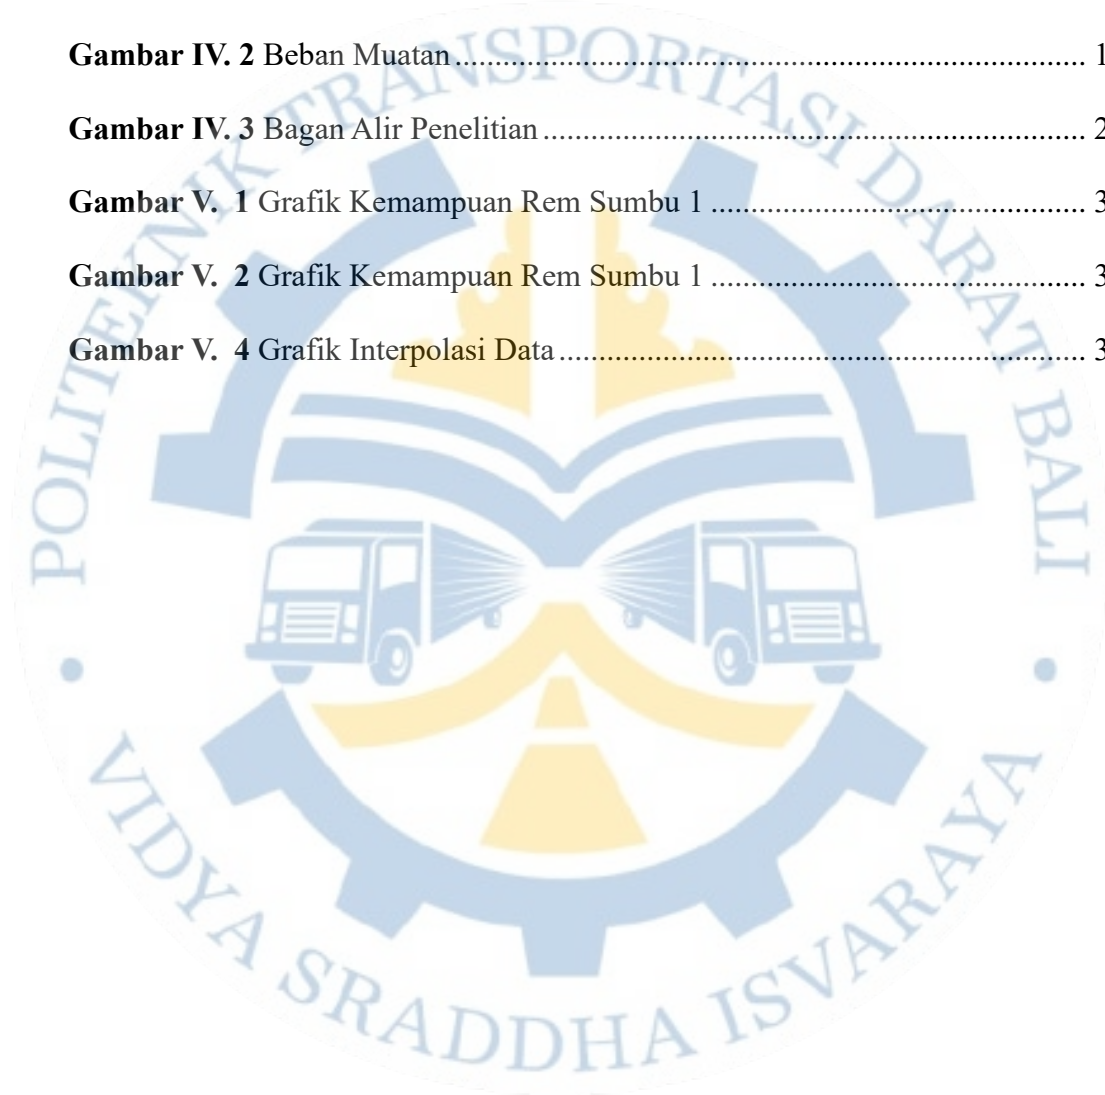 Gambar IV. 2 Beban Muatan ........................................................................... 1
Gambar IV. 3 Bagan Alir Penelitian ................................................................ 2
Gambar V.  1 Grafik Kemampuan Rem Sumbu 1 ............................................ 3
Gambar V.  2 Grafik Kemampuan Rem Sumbu 1 ............................................ 3
Gambar V.  4 Grafik Interpolasi Data .............................................................. 3
POLITEKNIK TRANSPORTASI DARAT BALI
• VIDYA SRADDHA ISVARAYA •